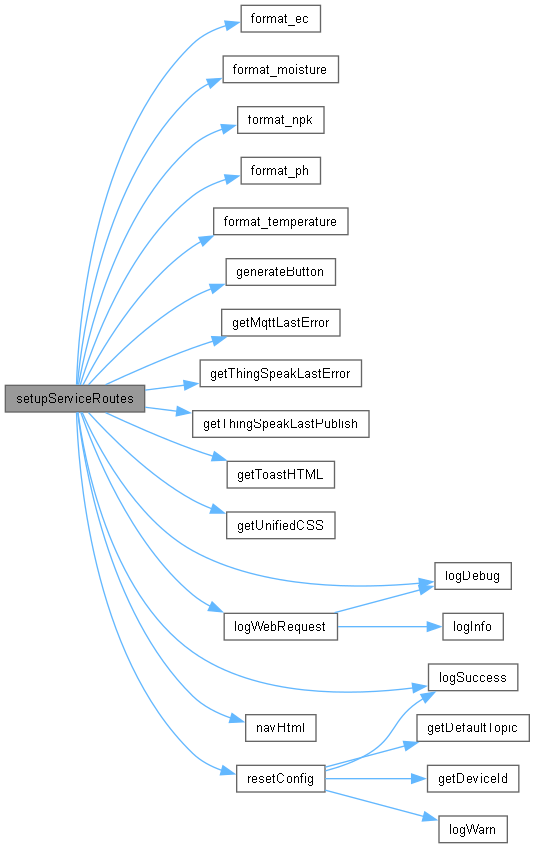 format_ec
format_moisture
format_npk
format_ph
format_temperature
generateButton
getMqttLastError
getThingSpeakLastError
setupServiceRoutes
getThingSpeakLastPublish
getToastHTML
getUnifiedCSS
logDebug
logWebRequest
logInfo
logSuccess
navHtml
getDefaultTopic
resetConfig
getDeviceId
logWarn